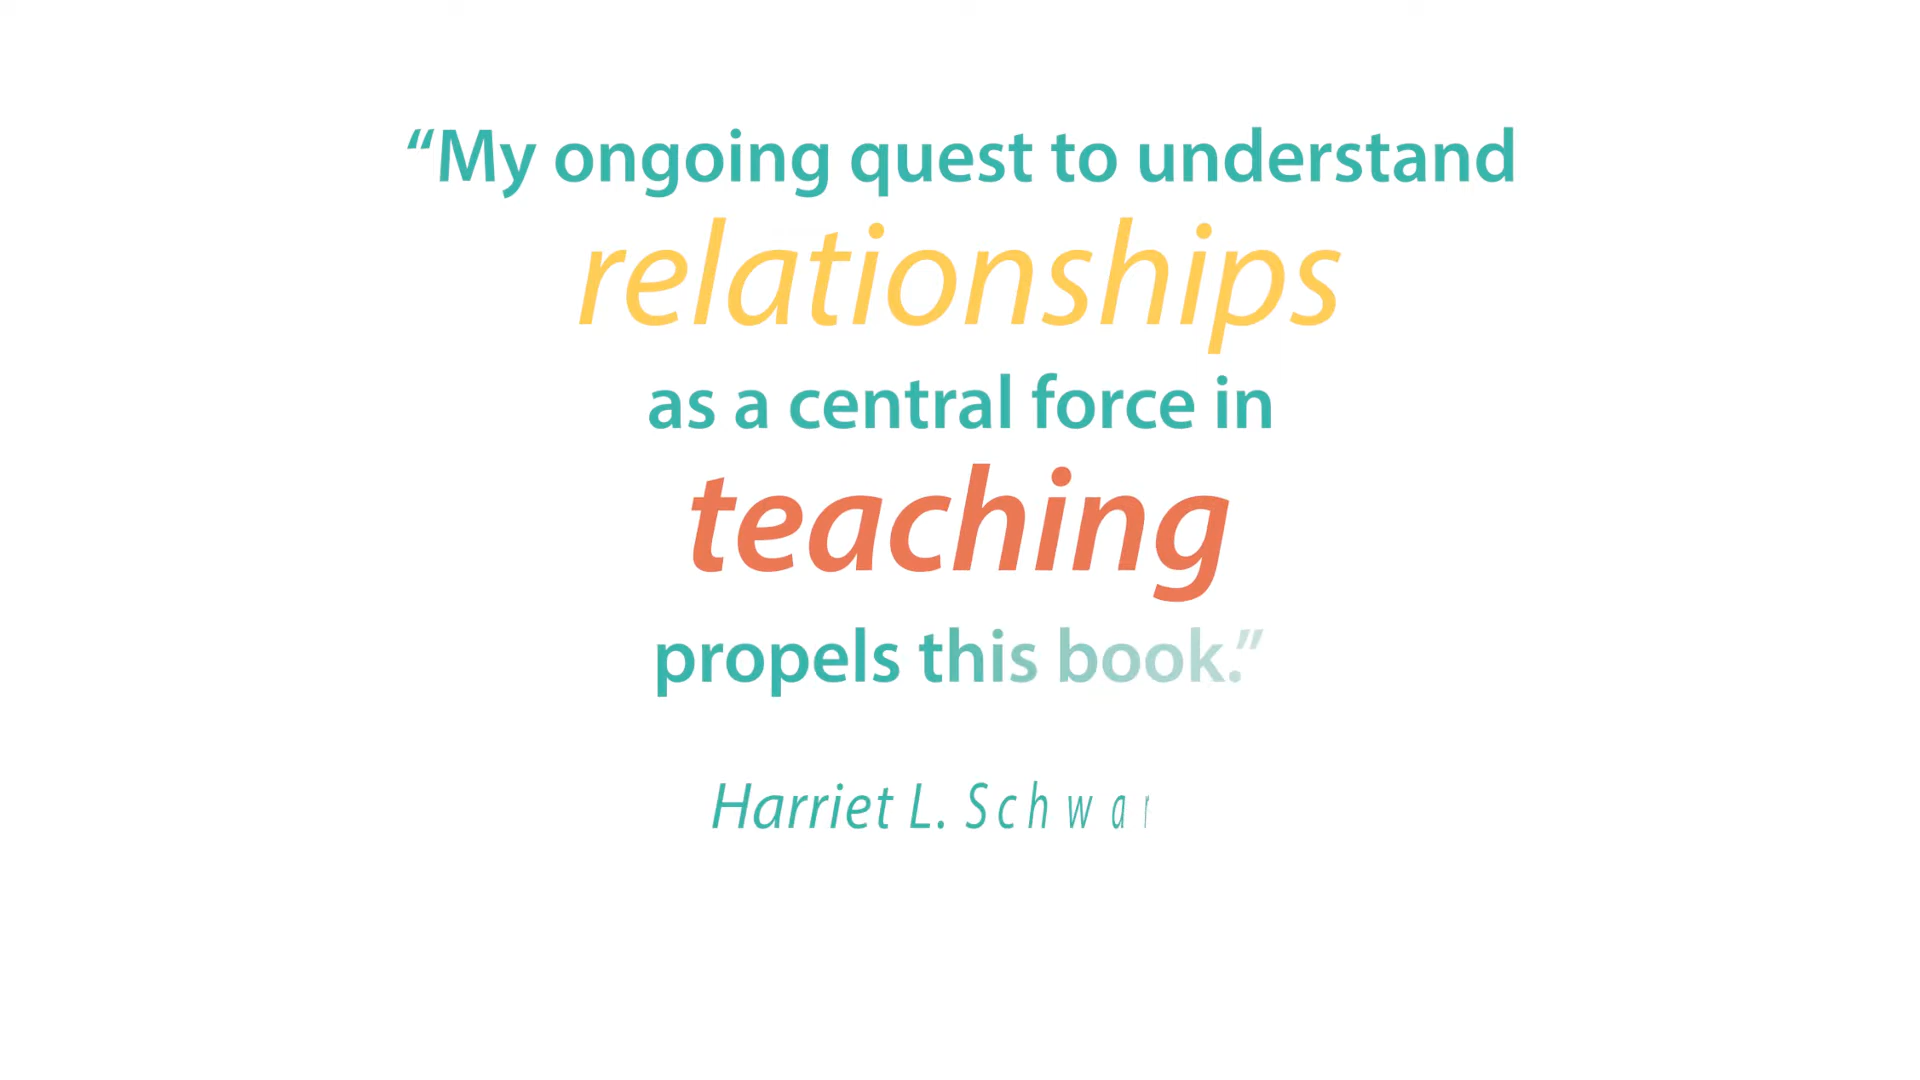 “My ongoing quest to understand
relationships
as a central force in
teaching
propels this book.”
Harriet L. Schwar